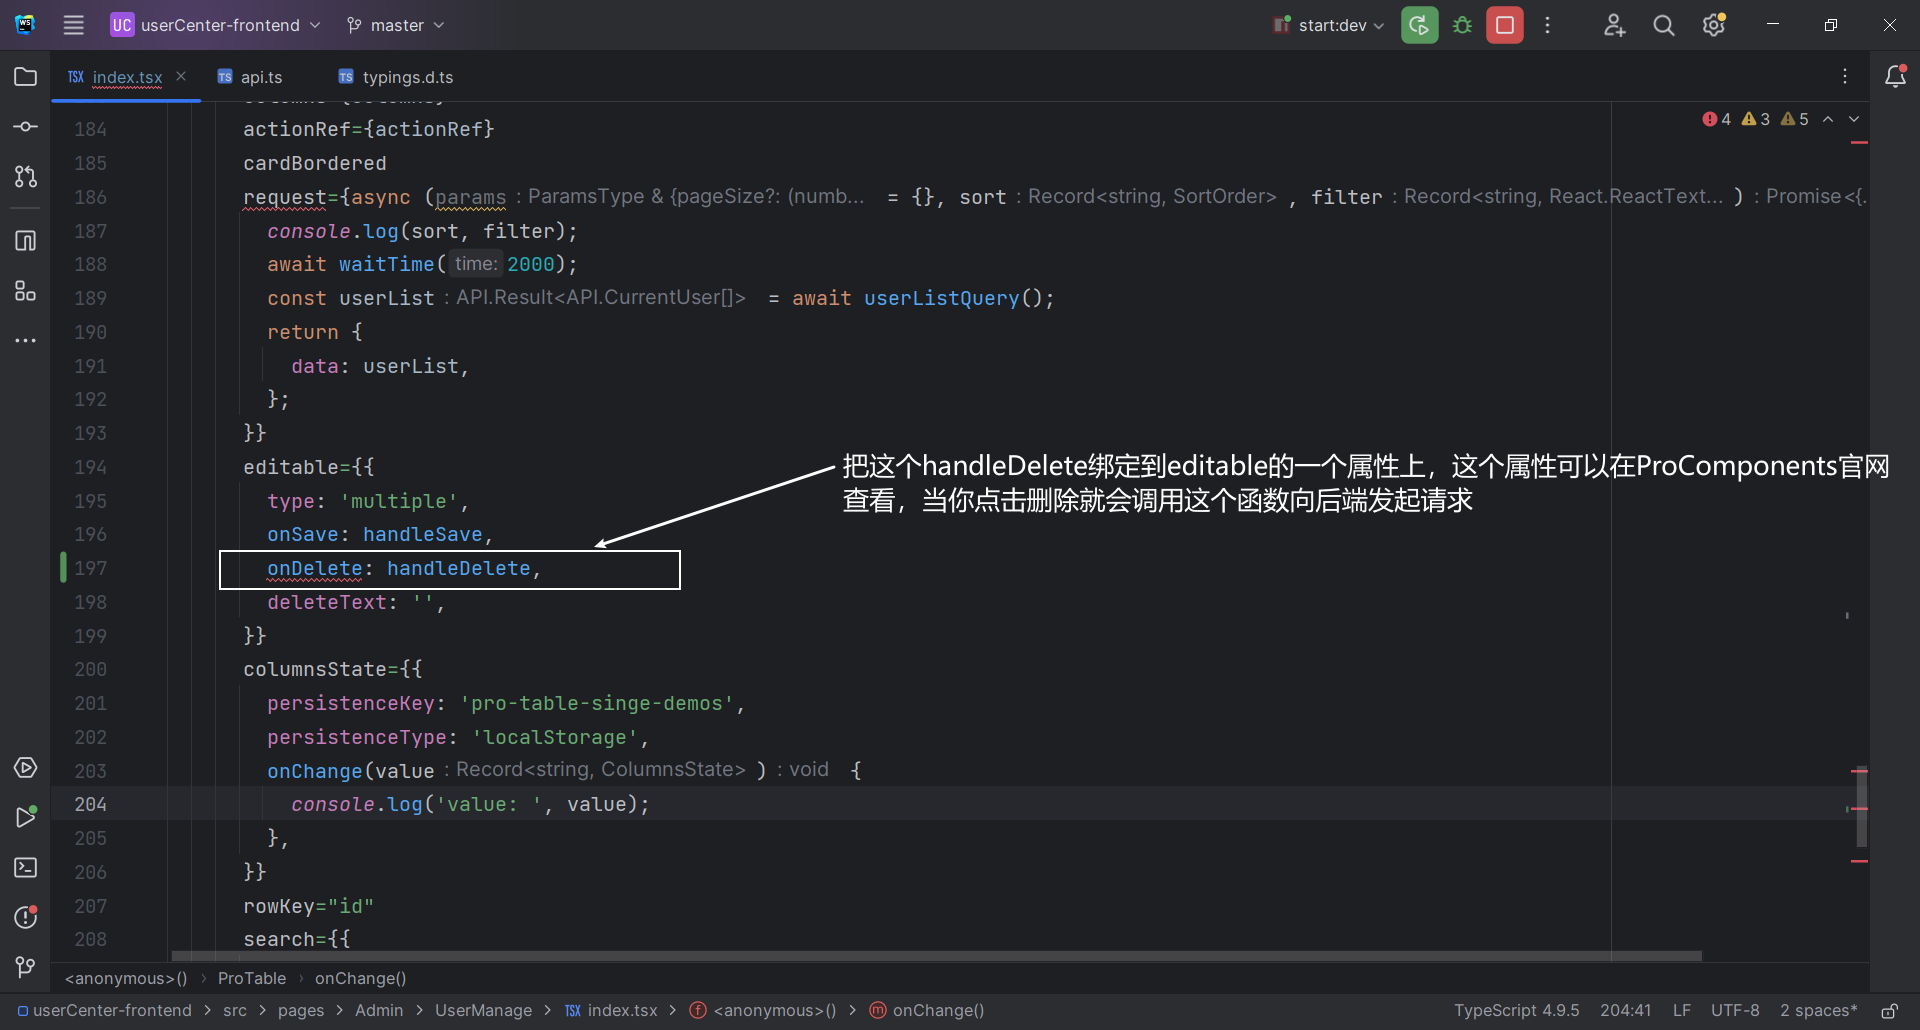 UC userCenter-frontend master start:dev
TSX index.tsx TS api.ts TS typings.d.ts
4 3 5
184 actionRef={actionRef}
185 cardBordered
186 request={async (params : ParamsType & {pageSize?: (numb... = {}, sort : Record<string, SortOrder> , filter : Record<string, React.ReactText... ) : Promise<{.
187 console.log(sort, filter);
188 await waitTime( time: 2000);
189 const userList : API.Result<API.CurrentUser[]> = await userListQuery();
190 return {
191 data: userList,
192 };
193 }}
194 editable={{
把这个handleDelete绑定到editable的一个属性上，这个属性可以在ProComponents官网
查看，当你点击删除就会调用这个函数向后端发起请求
195 type: 'multiple',
196 onSave: handleSave,
197 onDelete: handleDelete,
198 deleteText: '',
199 }}
200 columnsState={{
201 persistenceKey: 'pro-table-singe-demos',
202 persistenceType: 'localStorage',
203 onChange(value : Record<string, ColumnsState> ) : void {
204 console.log('value: ', value);
205 },
206 }}
207 rowKey="id"
208 search={{
<anonymous>() › ProTable › onChange()
userCenter-frontend > src > pages > Admin > UserManage > TSX index.tsx > f <anonymous>() > m onChange() TypeScript 4.9.5 204:41 LF UTF-8 2 spaces*